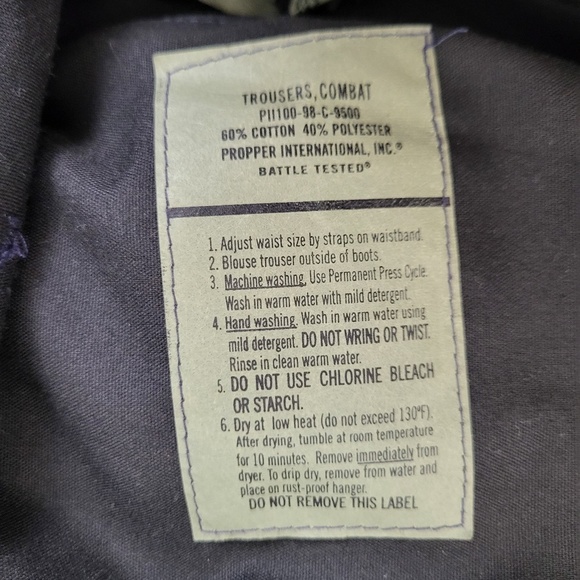 TROUSERS, COMBAT
P11100-98-C-9500
60% COTTON 40% POLYESTER
PROPPER INTERNATIONAL, INC.®
BATTLE TESTED®
1. Adjust waist size by straps on waistband.
2. Blouse trouser outside of boots.
3. Machine washing. Use Permanent Press Cycle.
Wash in warm water with mild detergent.
4. Hand washing. Wash in warm water using
mild detergent. DO NOT WRING OR TWIST.
Rinse in clean warm water.
5. DO NOT USE CHLORINE BLEACH
OR STARCH.
6. Dry at low heat (do not exceed 130°F).
After drying, tumble at room temperature
for 10 minutes. Remove immediately from
dryer. To drip dry, remove from water and
place on rust-proof hanger.
DO NOT REMOVE THIS LABEL